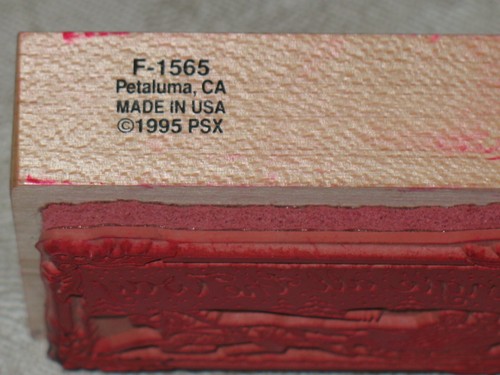 F-1565
Petaluma, CA
MADE IN USA
©1995 PSX